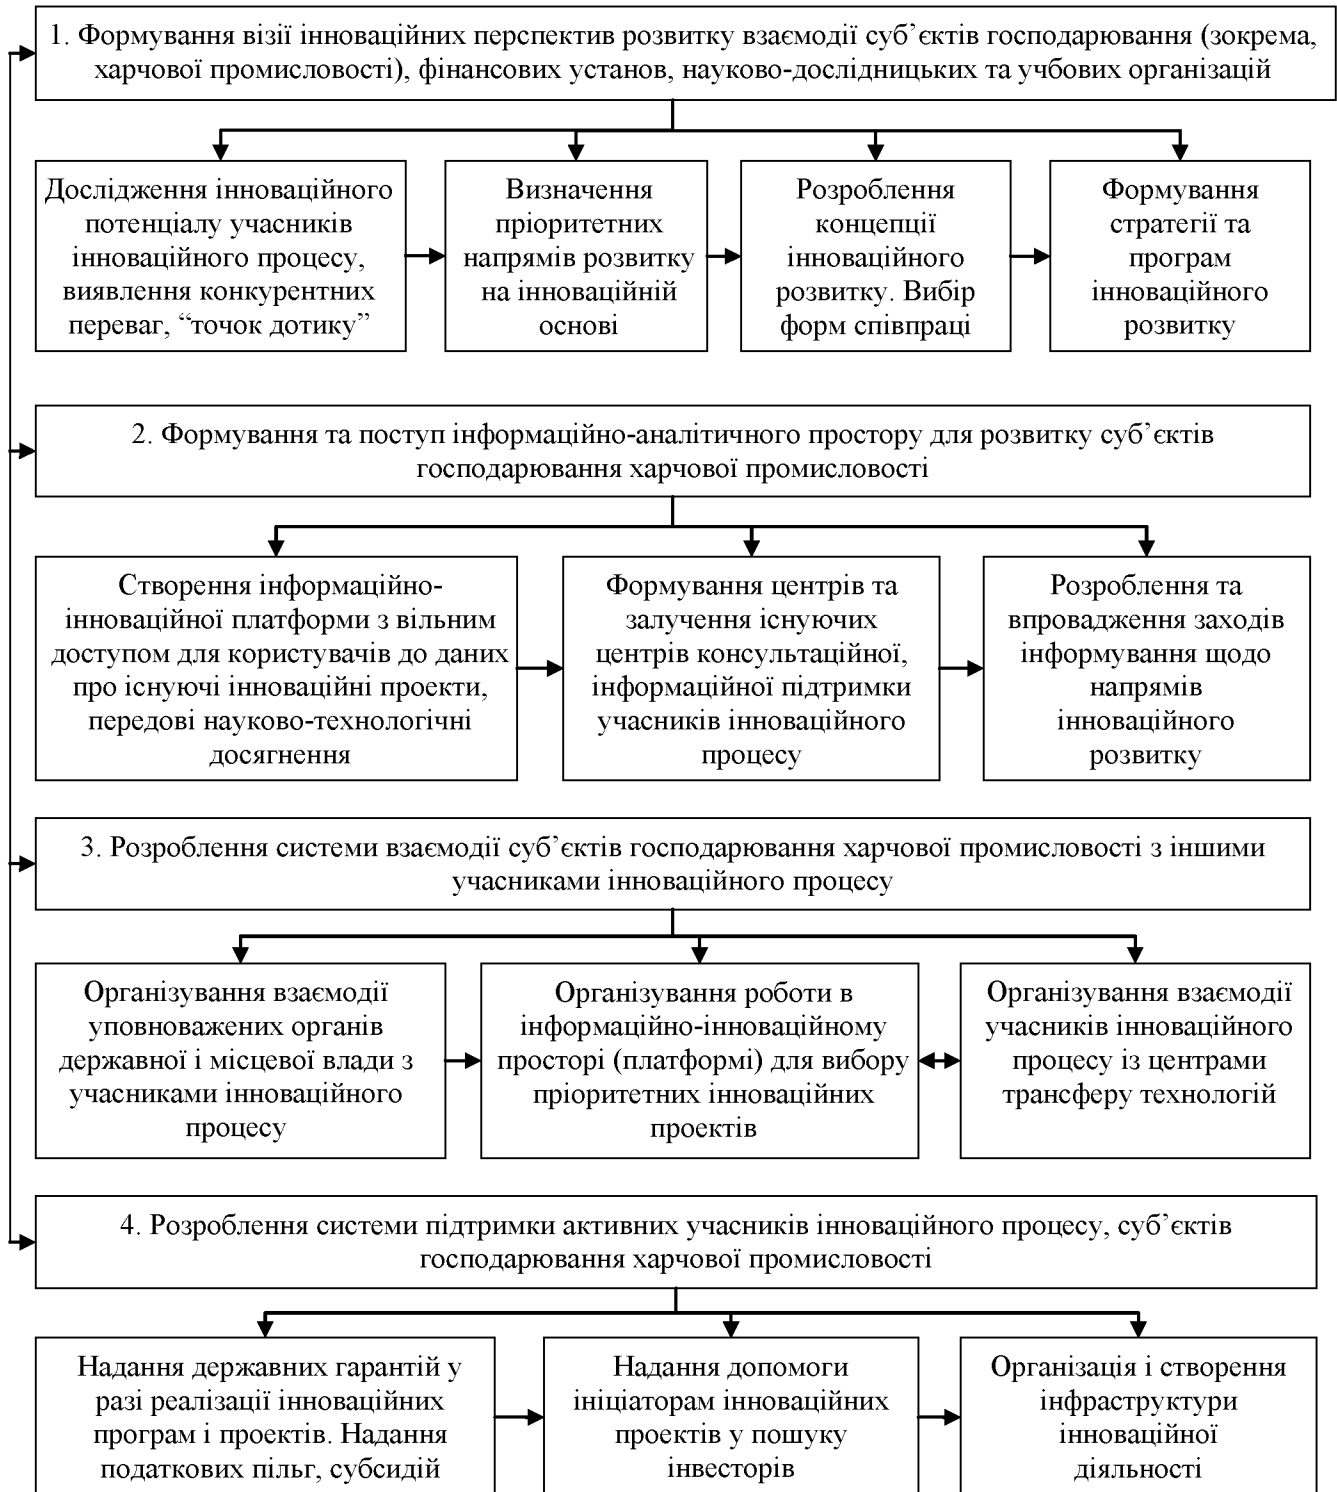 1. Формування візії інноваційних перспектив розвитку взаємодії суб’єктів господарювання (зокрема,
харчової промисловості), фінансових установ, науково-дослідницьких та учбових організацій
Дослідження інноваційного
потенціалу учасників
інноваційного процесу,
виявлення конкурентних
переваг, “точок дотику”
Визначення
пріоритетних
напрямів розвитку
на інноваційній
основі
Розроблення
концепції
інноваційного
розвитку. Вибір
форм співпраці
Формування
стратегії та
програм
інноваційного
розвитку
2. Формування та поступ інформаційно-аналітичного простору для розвитку суб’єктів
господарювання харчової промисловості
Створення інформаційно-
інноваційної платформи з вільним
доступом для користувачів до даних
про існуючі інноваційні проекти,
передові науково-технологічні
досягнення
Формування центрів та
залучення існуючих
центрів консультаційної,
інформаційної підтримки
учасників інноваційного
процесу
Розроблення та
впровадження заходів
інформування щодо
напрямів
інноваційного
розвитку
3. Розроблення системи взаємодії суб’єктів господарювання харчової промисловості з іншими
учасниками інноваційного процесу
Організування взаємодії
уповноважених органів
державної і місцевої влади з
учасниками інноваційного
процесу
Організування роботи в
інформаційно-інноваційному
просторі (платформі) для вибору
пріоритетних інноваційних
проектів
Організування взаємодії
учасників інноваційного
процесу із центрами
трансферу технологій
4. Розроблення системи підтримки активних учасників інноваційного процесу, суб’єктів
господарювання харчової промисловості
Надання державних гарантій у
разі реалізації інноваційних
програм і проектів. Надання
податкових пільг, субсидій
Надання допомоги
ініціаторам інноваційних
проектів у пошуку
інвесторів
Організація і створення
інфраструктури
інноваційної
діяльності